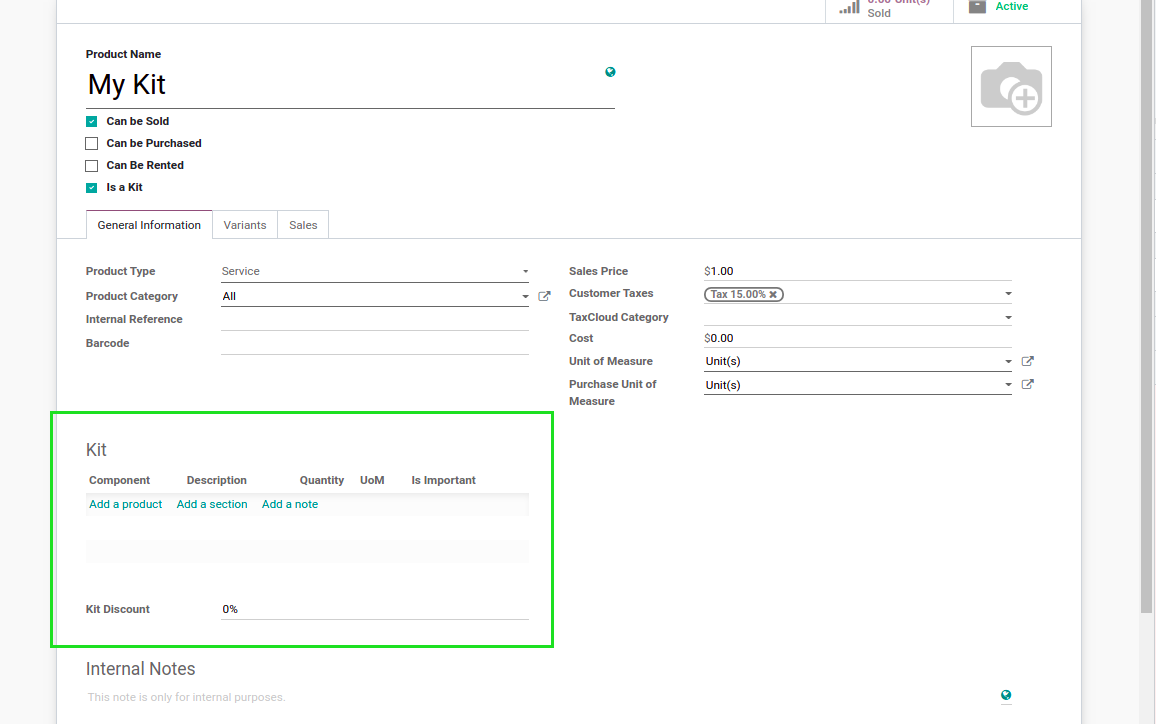 0.00 Unit(s)
Sold
Active
Product Name
My Kit
Can be Sold
Can be Purchased
Can Be Rented
Is a Kit
General Information Variants Sales
Product Type Service
Product Category All
Internal Reference
Barcode
Sales Price $1.00
Customer Taxes Tax 15.00% ✖
TaxCloud Category
Cost $0.00
Unit of Measure Unit(s)
Purchase Unit of Unit(s)
Measure
Kit
Component Description Quantity UoM Is Important
Add a product Add a section Add a note
Kit Discount 0%
Internal Notes
This note is only for internal purposes.